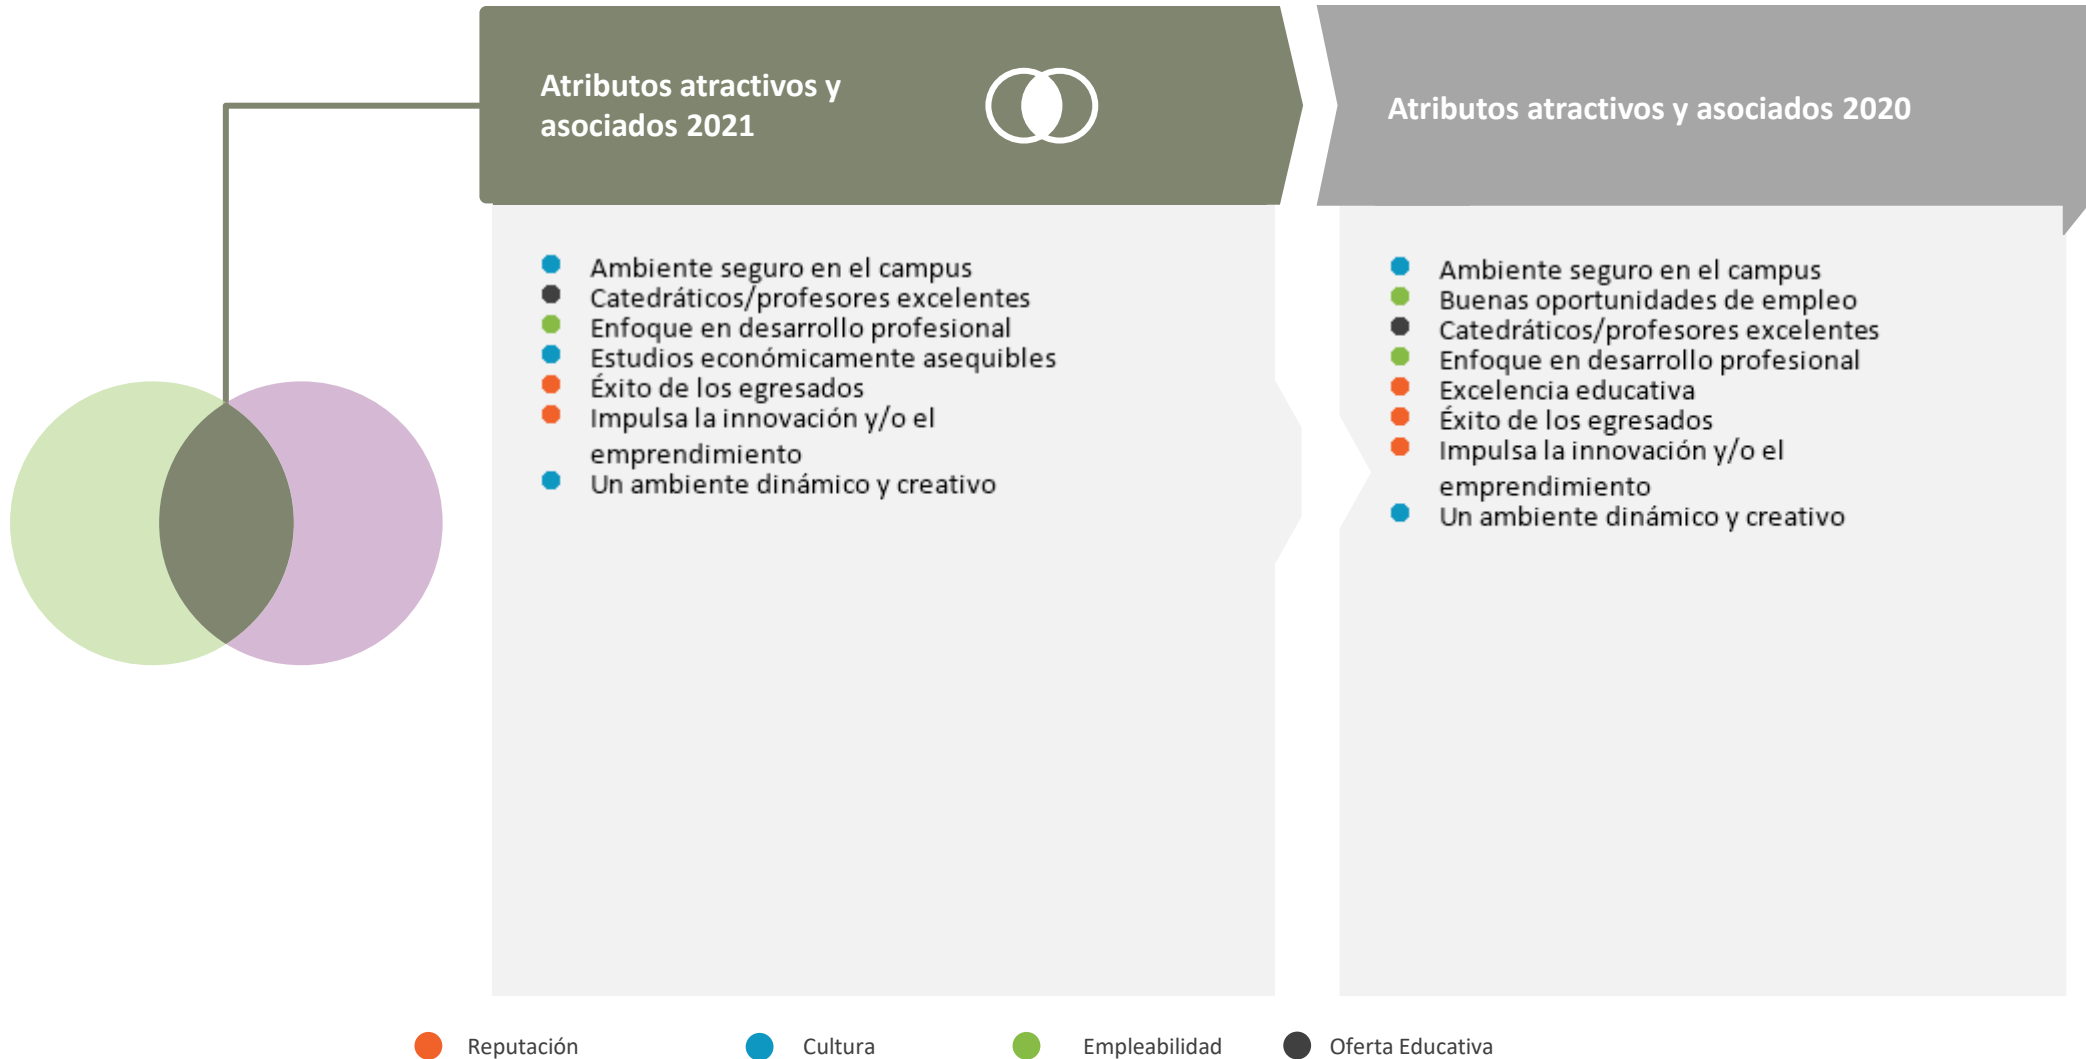 Atributos atractivos y
asociados 2021
Atributos atractivos y asociados 2020
Ambiente seguro en el campus
Catedráticos/profesores excelentes
Enfoque en desarrollo profesional
Estudios económicamente asequibles
Éxito de los egresados
Impulsa la innovación y/o el
emprendimiento
Un ambiente dinámico y creativo
Ambiente seguro en el campus
Buenas oportunidades de empleo
Catedráticos/profesores excelentes
Enfoque en desarrollo profesional
Excelencia educativa
Éxito de los egresados
Impulsa la innovación y/o el
emprendimiento
Un ambiente dinámico y creativo
Reputación
Cultura
Empleabilidad
Oferta Educativa